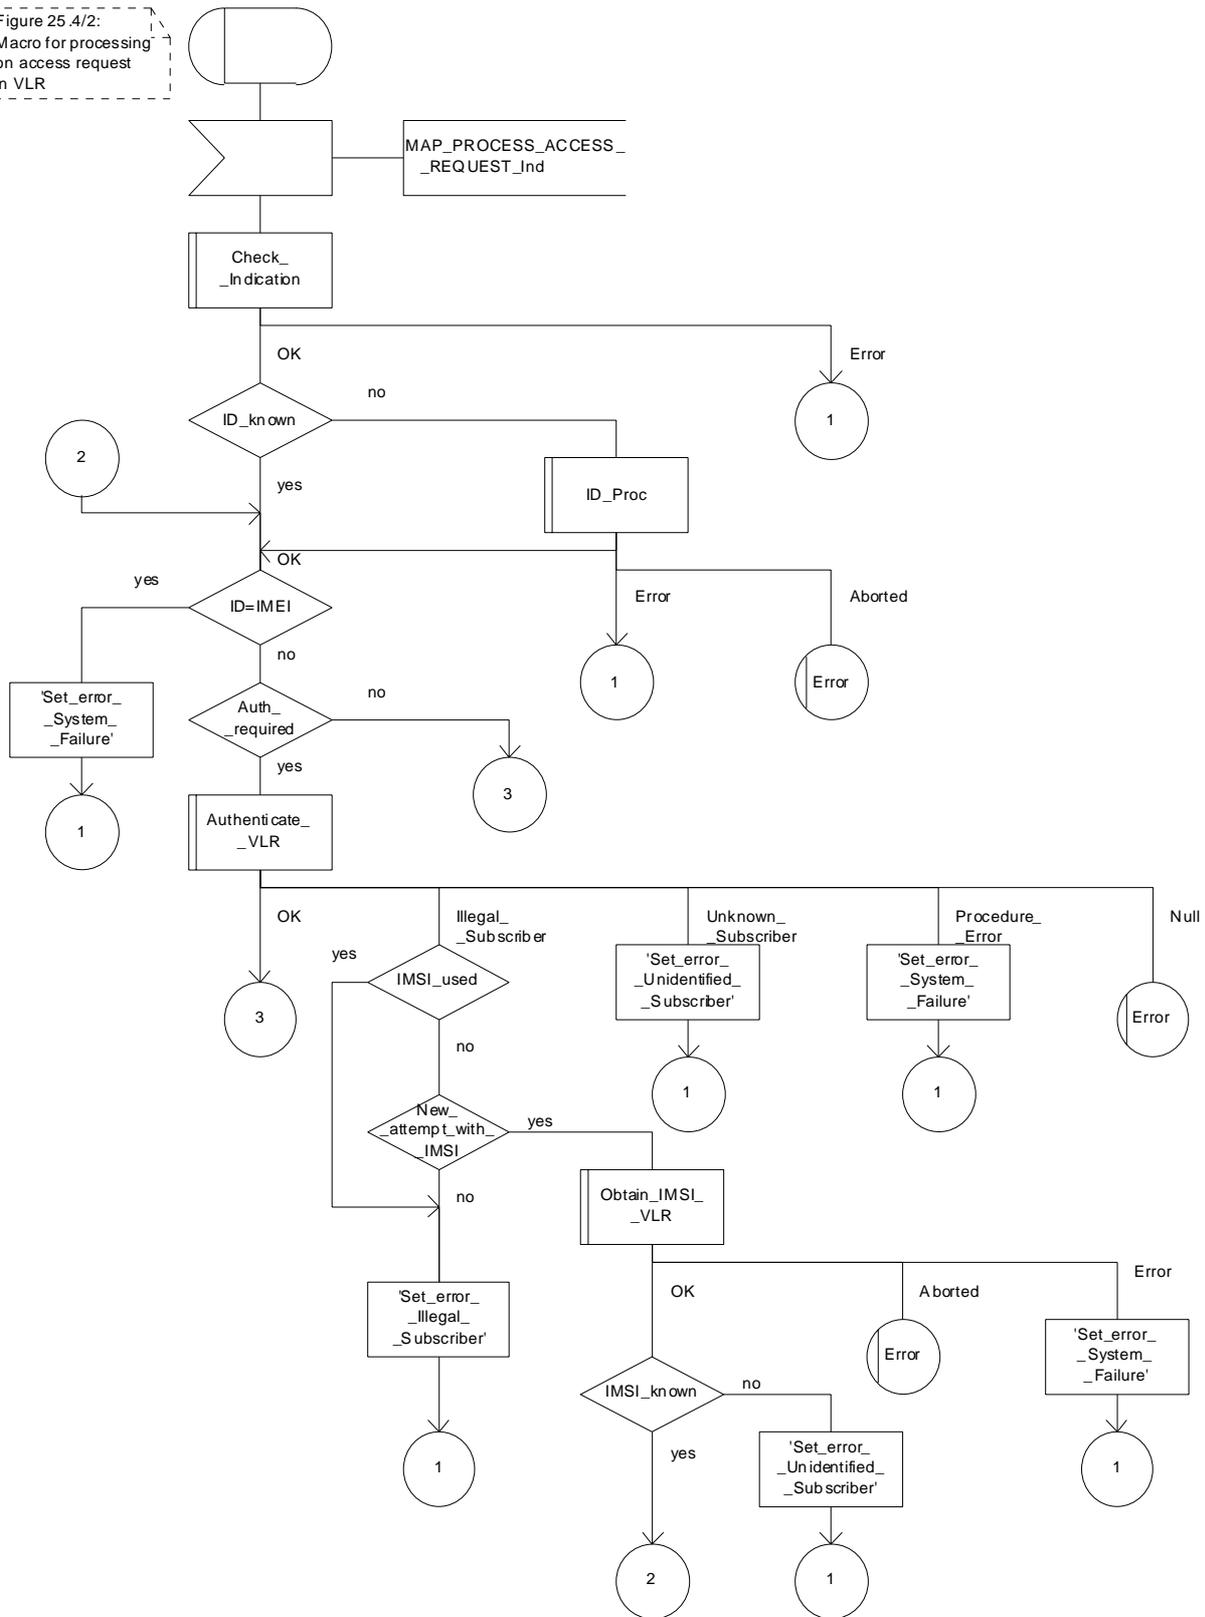 Figure 25.4/2:
Macro for processing
on access request
in VLR
MAP_PROCESS_ACCESS_
_REQUEST_Ind
Check_
_Indication
OK
Error
ID_known
no
1
2
yes
ID_Proc
OK
yes
ID=IMEI
Error
Aborted
no
1
Error
'Set_error_
_System_
_Failure'
Auth_
_required
no
yes
3
1
Authenticate_
_VLR
OK
Illegal_
_Subscriber
Unknown_
_Subscriber
Procedure_
_Error
Null
yes
IMSI_used
'Set_error_
_Unidentified_
_Subscriber'
'Set_error_
_System_
_Failure'
3
Error
no
1
1
New_
_attempt_with_
_IMSI
yes
no
Obtain_IMSI_
_VLR
'Set_error_
_Illegal_
_Subscriber'
OK
Aborted
Error
Error
'Set_error_
_System_
_Failure'
IMSI_known
no
yes
1
'Set_error_
_Unidentified_
_Subscriber'
1
2
1